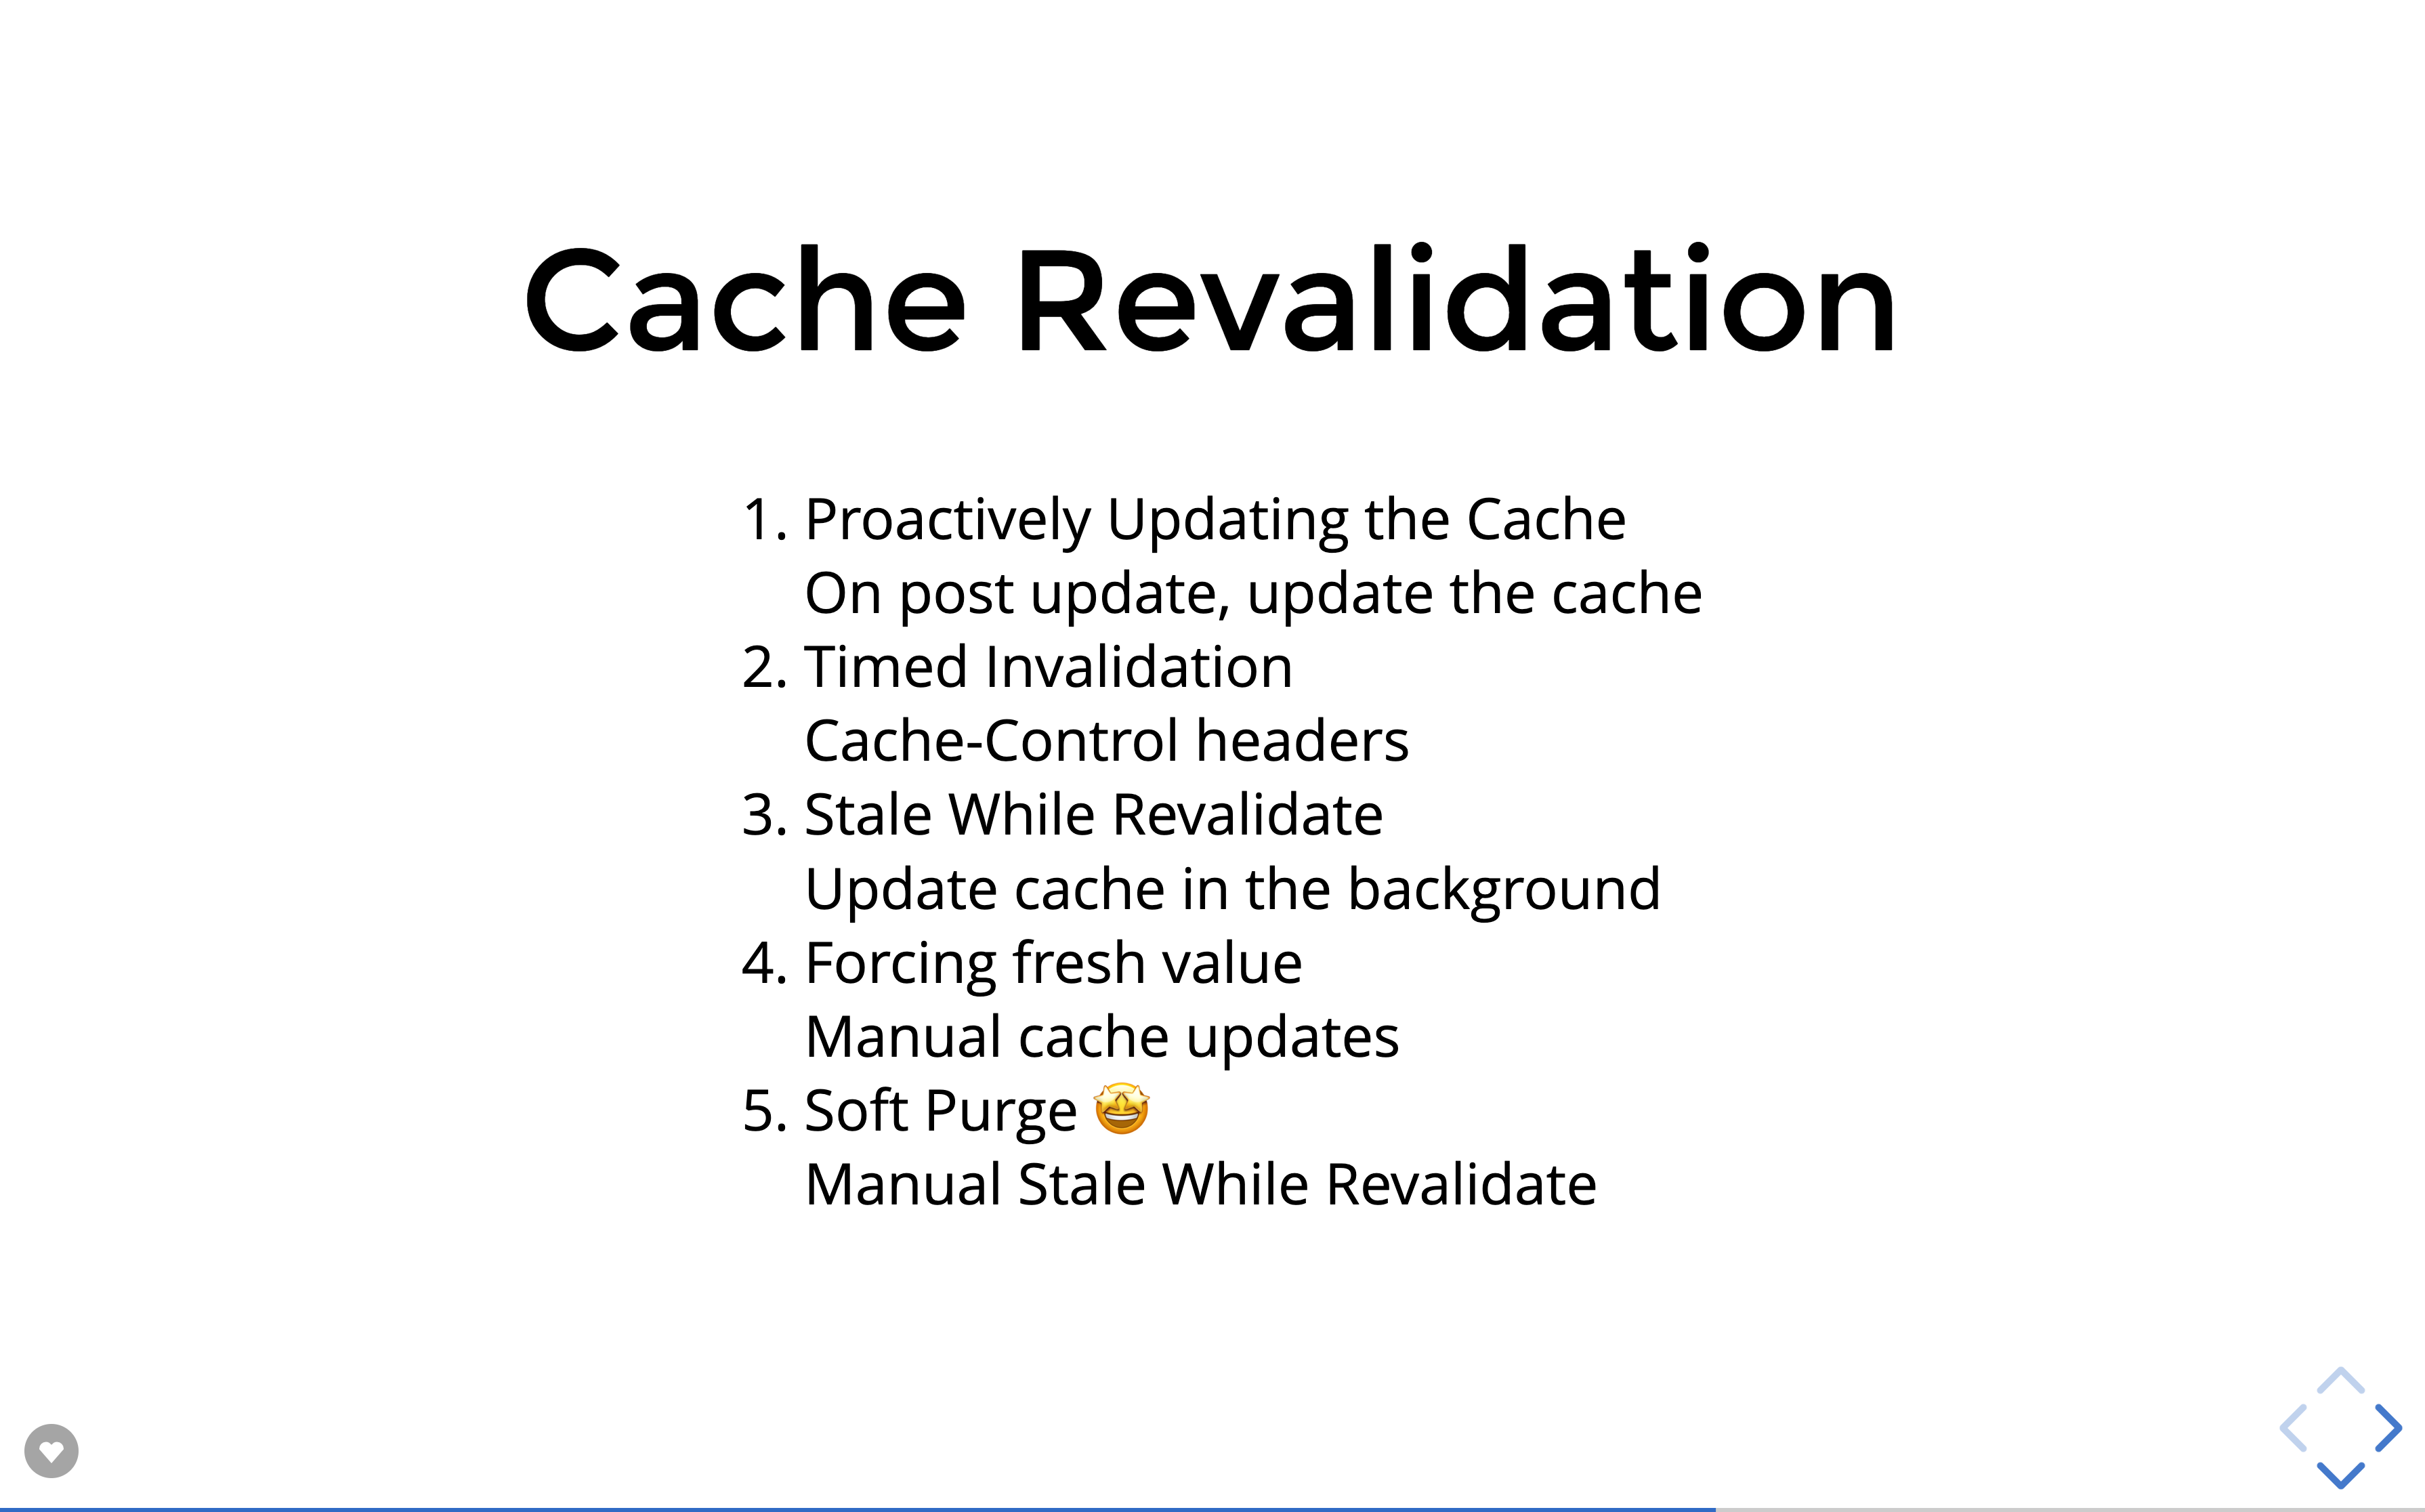 Cache Revalidation
1. Proactively Updating the Cache
On post update, update the cache
2. Timed Invalidation
Cache-Control headers
3. Stale While Revalidate
Update cache in the background
4. Forcing fresh value
Manual cache updates
5. Soft Purge 🤩
Manual Stale While Revalidate